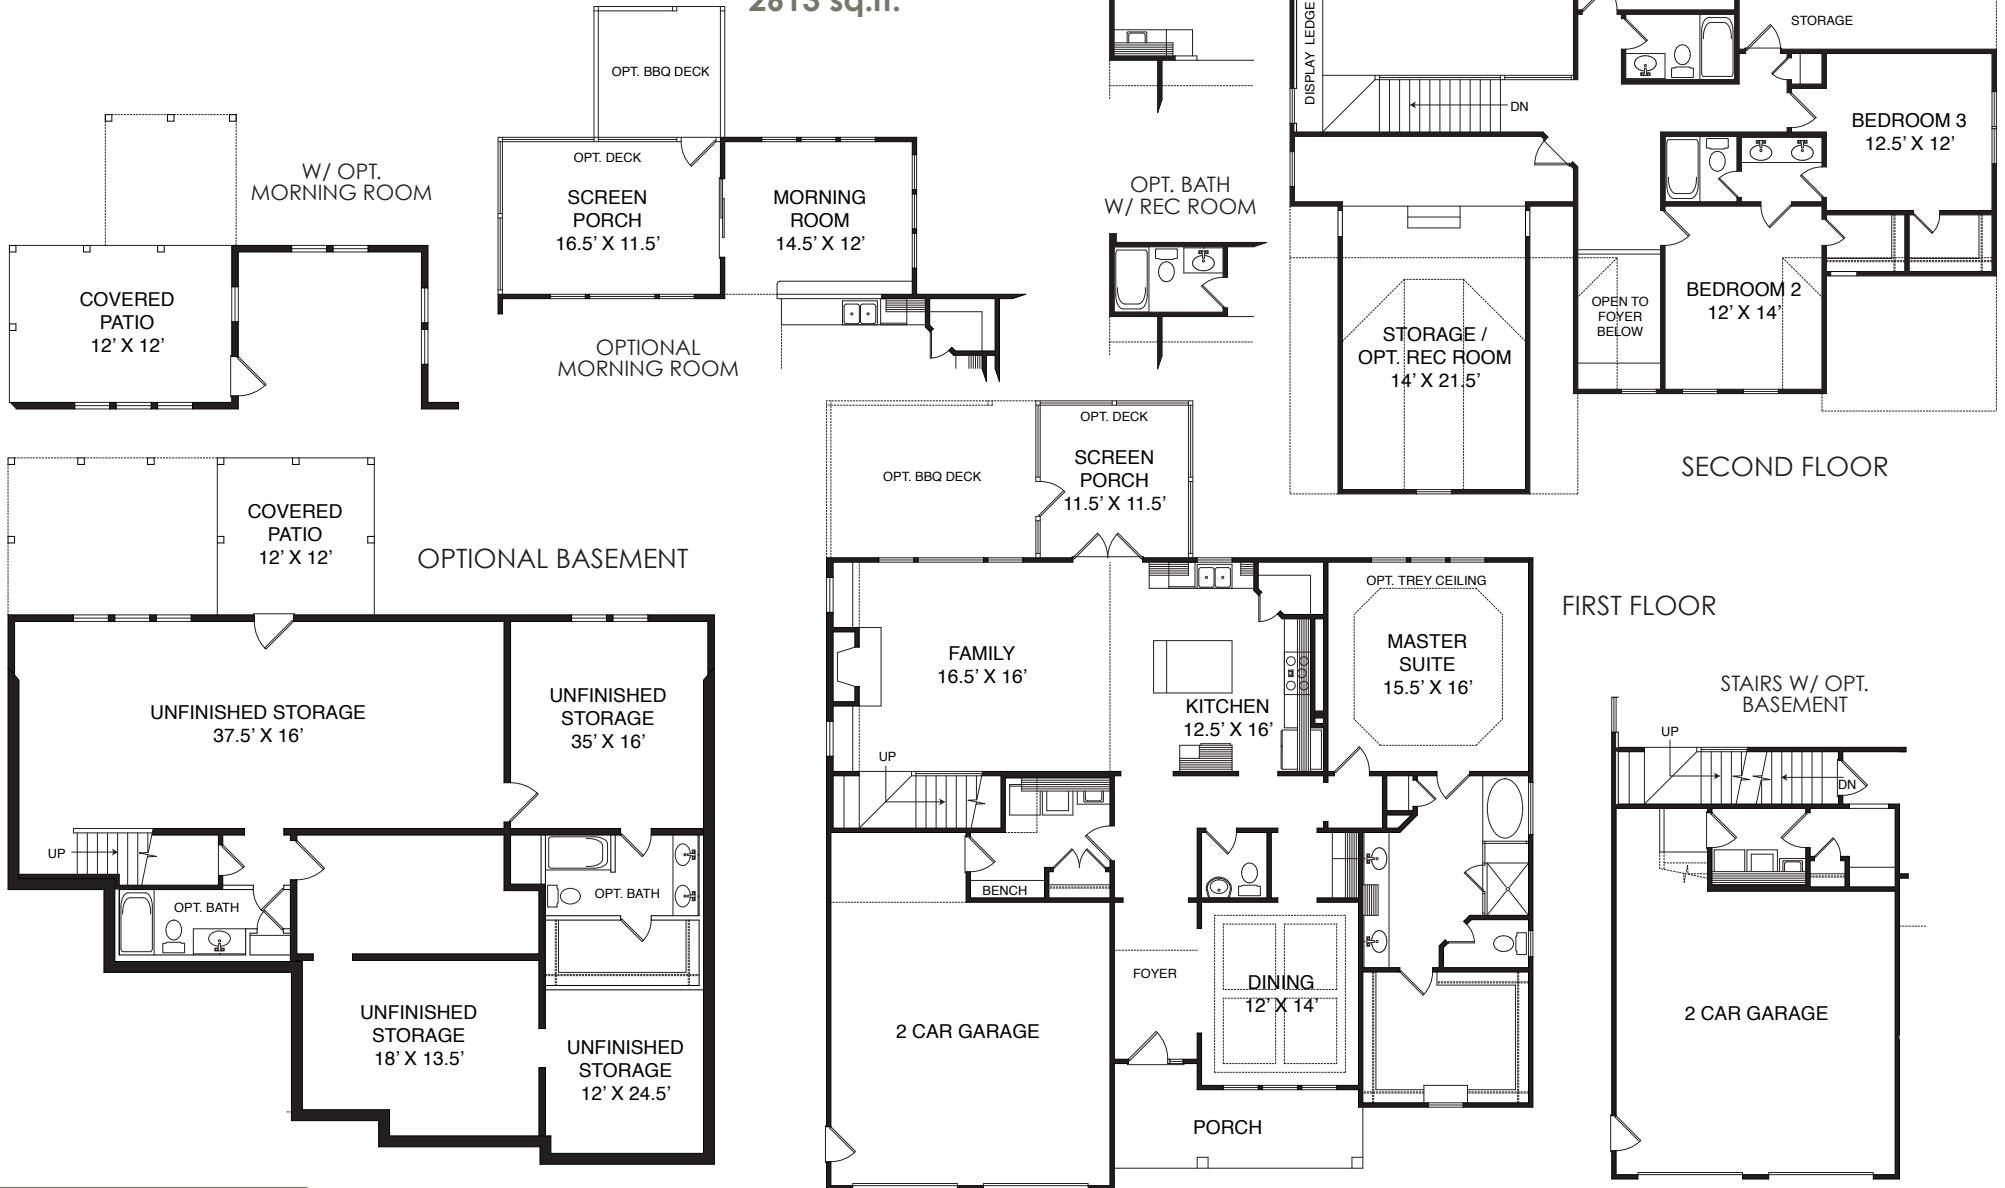 2813 sq.ft.
OPT. BBQ DECK
W/ OPT.
MORNING ROOM
OPT. DECK
SCREEN
PORCH
16.5’ X 11.5’
MORNING
ROOM
14.5’ X 12’
COVERED
PATIO
12’ X 12’
OPTIONAL
MORNING ROOM
OPT. BATH
W/ REC ROOM
DISPLAY LEDGE
DN
STORAGE
BEDROOM 3
12.5’ X 12’
BEDROOM 2
12’ X 14’
OPEN TO
FOYER
BELOW
STORAGE /
OPT. REC ROOM
14’ X 21.5’
SECOND FLOOR
COVERED
PATIO
12’ X 12’
OPTIONAL BASEMENT
UNFINISHED STORAGE
37.5’ X 16’
UNFINISHED
STORAGE
35’ X 16’
UP
OPT. BATH
OPT. BATH
UNFINISHED
STORAGE
18’ X 13.5’
UNFINISHED
STORAGE
12’ X 24.5’
OPT. BBQ DECK
OPT. DECK
SCREEN
PORCH
11.5’ X 11.5’
FIRST FLOOR
FAMILY
16.5’ X 16’
KITCHEN
12.5’ X 16’
OPT. TREY CEILING
MASTER
SUITE
15.5’ X 16’
UP
BENCH
FOYER
DINING
12’ X 14’
2 CAR GARAGE
PORCH
STAIRS W/ OPT.
BASEMENT
UP
DN
2 CAR GARAGE